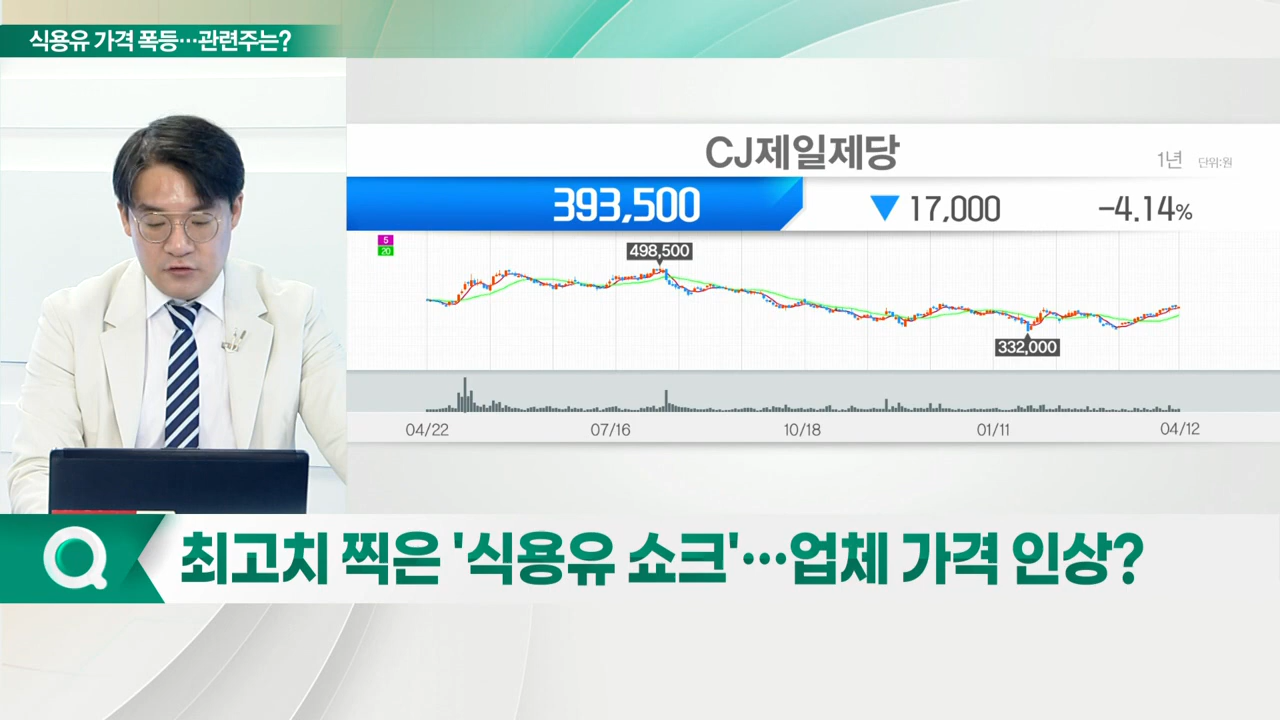 식용유 가격 폭등…관련주는?
CJ제일제당
1년 단위:원
393,500 ▼ 17,000 -4.14%
5
20
498,500
332,000
04/22 07/16 10/18 01/11 04/12
Q 최고치 찍은 '식용유 쇼크'…업체 가격 인상?